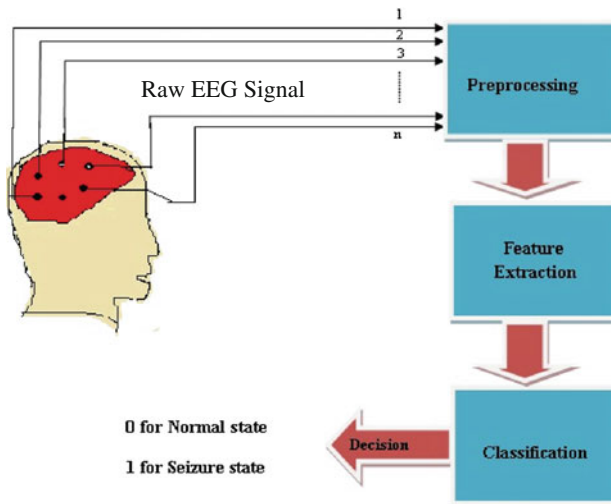 1
2
3
Raw EEG Signal
n
Preprocessing
Feature
Extraction
0 for Normal state
1 for Seizure state
Decision
Classification